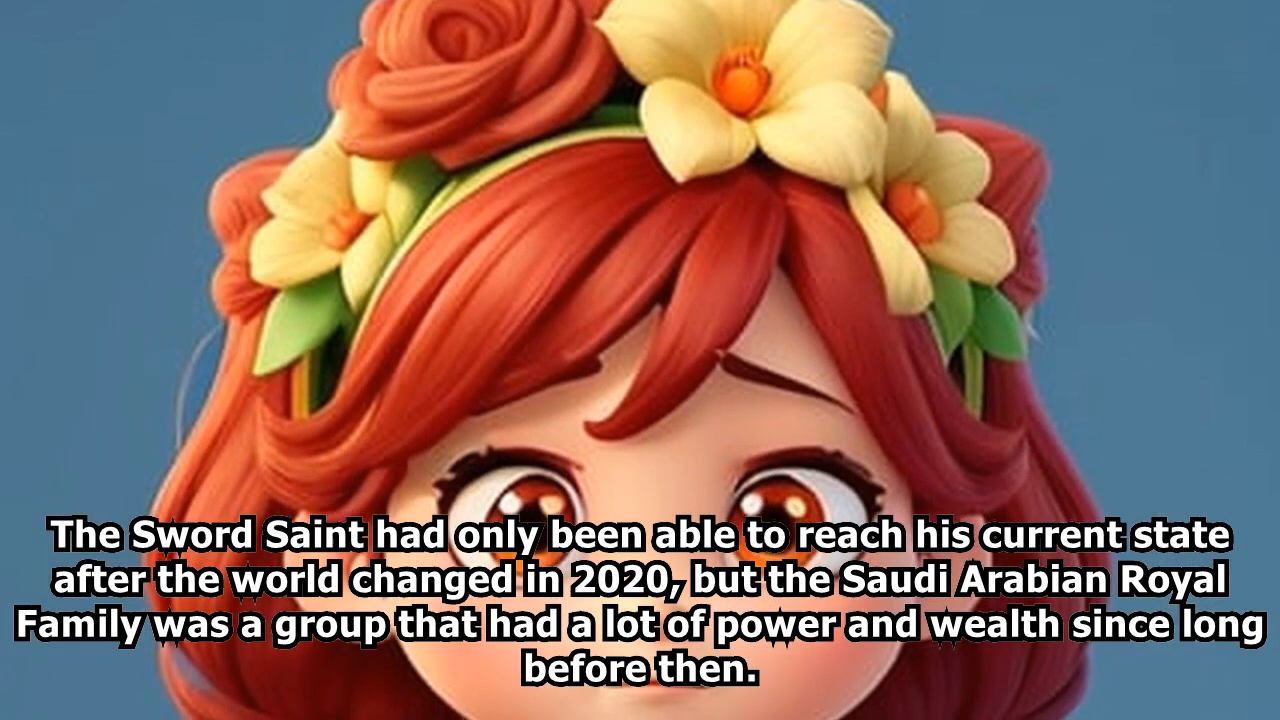 The Sword Saint had only been able to reach his current state
after the world changed in 2020, but the Saudi Arabian Royal
Family was a group that had a lot of power and wealth since long
before then.